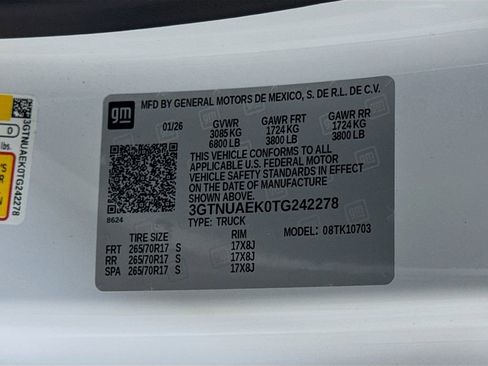 gm
MFD BY GENERAL MOTORS DE MEXICO, S. DE R.L. DE C.V.
01/26 GVWR GAWR FRT GAWR RR
3085 KG 1724 KG 1724 KG
6800 LB 3800 LB 3800 LB
THIS VEHICLE CONFORMS TO ALL
APPLICABLE U.S. FEDERAL MOTOR
VEHICLE SAFETY STANDARDS IN EFFECT
ON THE DATE OF MANUFACTURE
SHOWN ABOVE.
3GTNUAEK0TG242278
8624
TYPE: TRUCK MODEL: 08TK10703
TIRE SIZE RIM
FRT 265/70R17 S 17X8J
RR 265/70R17 S 17X8J
SPA 265/70R17 S 17X8J
3GTNUAEK0TG242278
0
lbs.